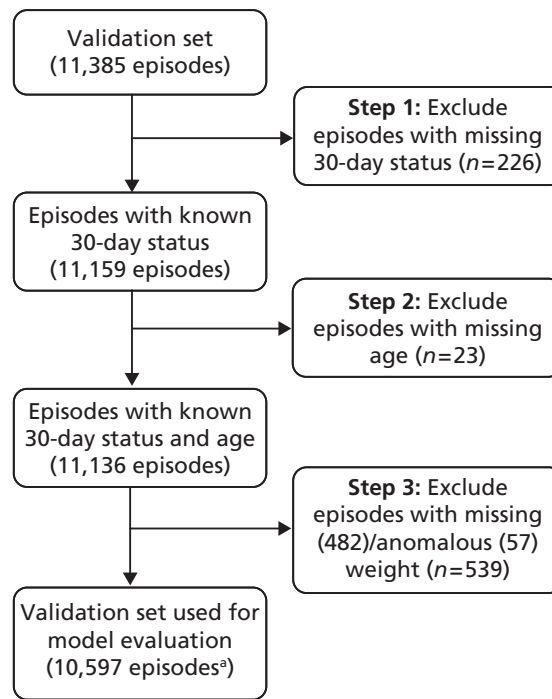 Validation set
(11,385 episodes)
Step 1: Exclude
episodes with missing
30-day status (n=226)
Episodes with known
30-day status
(11,159 episodes)
Step 2: Exclude
episodes with missing
age (n=23)
Episodes with known
30-day status and age
(11,136 episodes)
Step 3: Exclude
episodes with missing
(482)/anomalous (57)
weight (n=539)
Validation set used for
model evaluation
(10,597 episodesᵃ)